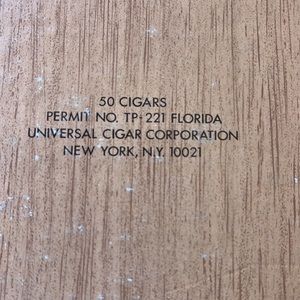 50 CIGARS
PERMIT NO. TP-221 FLORIDA
UNIVERSAL CIGAR CORPORATION
NEW YORK, N.Y. 10021